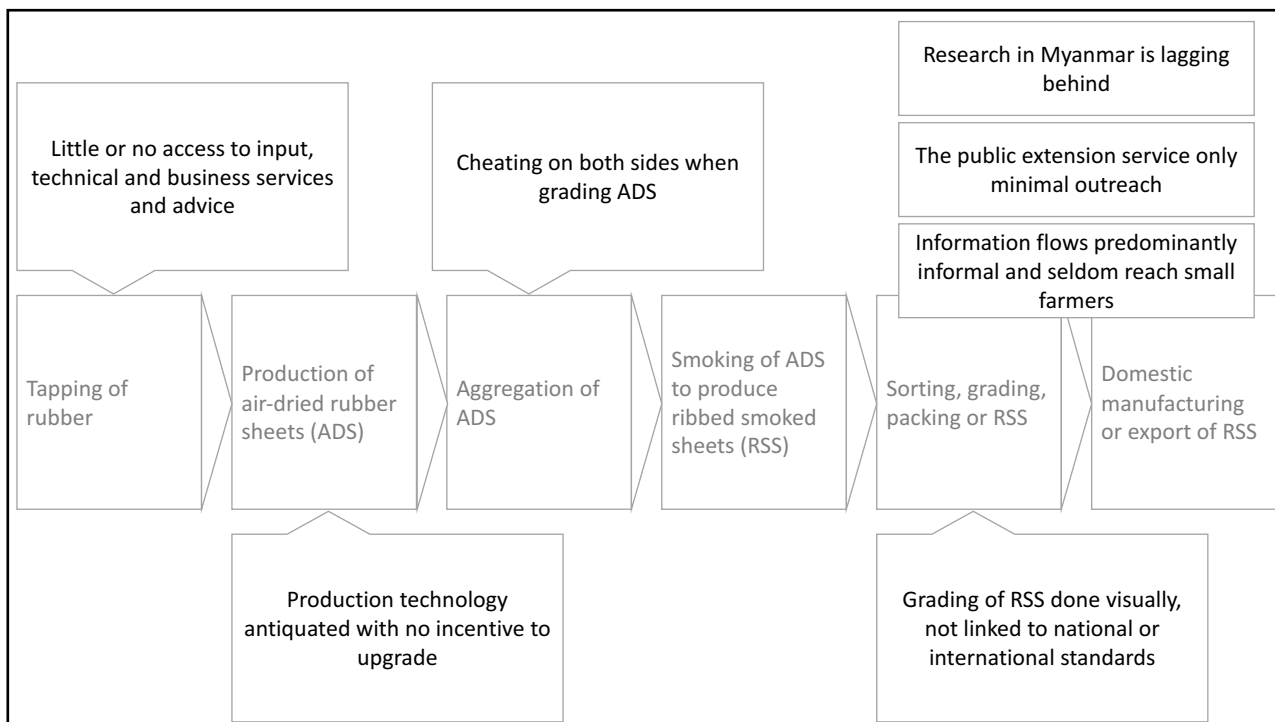 Research in Myanmar is lagging
behind
Little or no access to input,
technical and business services
and advice
Cheating on both sides when
grading ADS
The public extension service only
minimal outreach
Information flows predominantly
informal and seldom reach small
farmers
Tapping of
rubber
Production of
air-dried rubber
sheets (ADS)
Aggregation of
ADS
Smoking of ADS
to produce
ribbed smoked
sheets (RSS)
Sorting, grading,
packing or RSS
Domestic
manufacturing
or export of RSS
Production technology
antiquated with no incentive to
upgrade
Grading of RSS done visually,
not linked to national or
international standards